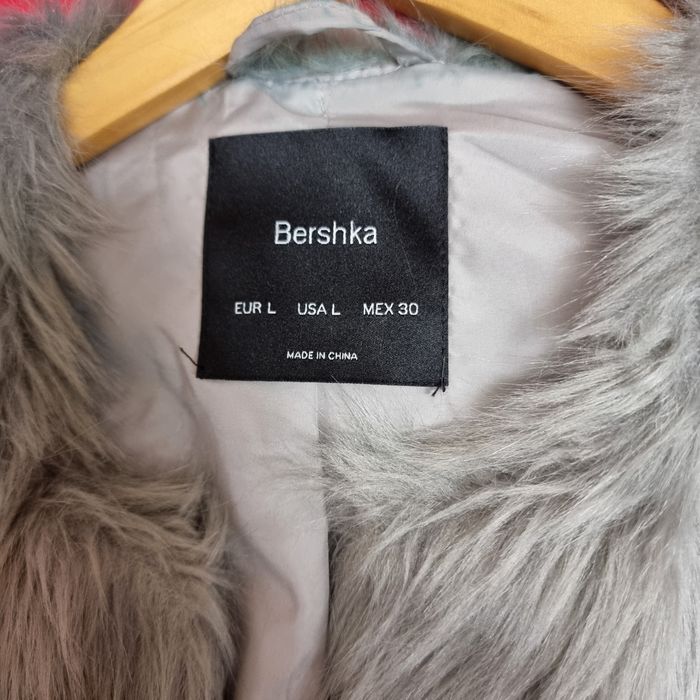 Bershka
EUR L USA L MEX 30
MADE IN CHINA